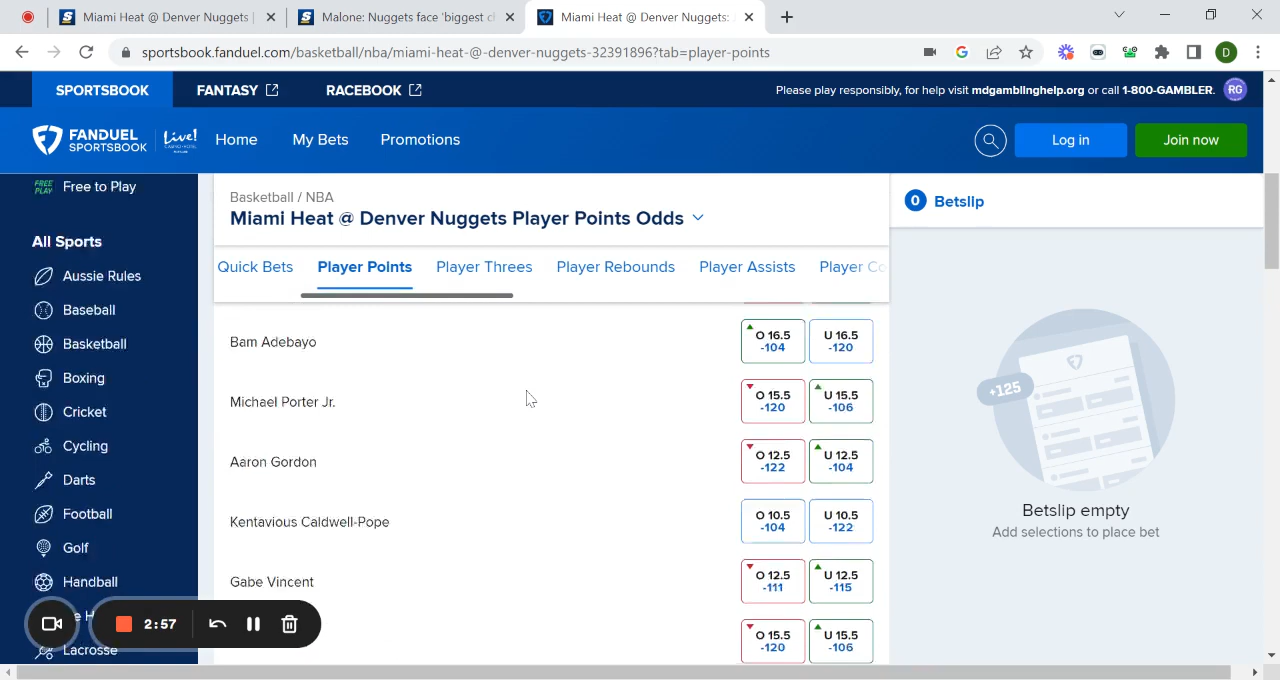 Miami Heat @ Denver Nuggets
Malone: Nuggets face 'biggest cl
Miami Heat @ Denver Nuggets:
sportsbook.fanduel.com/basketball/nba/miami-heat-@-denver-nuggets-32391896?tab=player-points
D
SPORTSBOOK
FANTASY
RACEBOOK
Please play responsibly, for help visit mdgamblinghelp.org or call 1-800-GAMBLER.
RG
FANDUEL
SPORTSBOOK
Live!
Home
My Bets
Promotions
Log in
Join now
FREE PLAY
Free to Play
All Sports
Aussie Rules
Baseball
Basketball
Boxing
Cricket
Cycling
Darts
Football
Golf
Handball
Lacrosse
2:57
Basketball / NBA
Miami Heat @ Denver Nuggets Player Points Odds
Quick Bets
Player Points
Player Threes
Player Rebounds
Player Assists
Player Co
Bam Adebayo
O 16.5
-104
U 16.5
-120
Michael Porter Jr.
O 15.5
-120
U 15.5
-106
Aaron Gordon
O 12.5
-122
U 12.5
-104
Kentavious Caldwell-Pope
O 10.5
-104
U 10.5
-122
Gabe Vincent
O 12.5
-111
U 12.5
-115
O 15.5
-120
U 15.5
-106
0
Betslip
+125
Betslip empty
Add selections to place bet